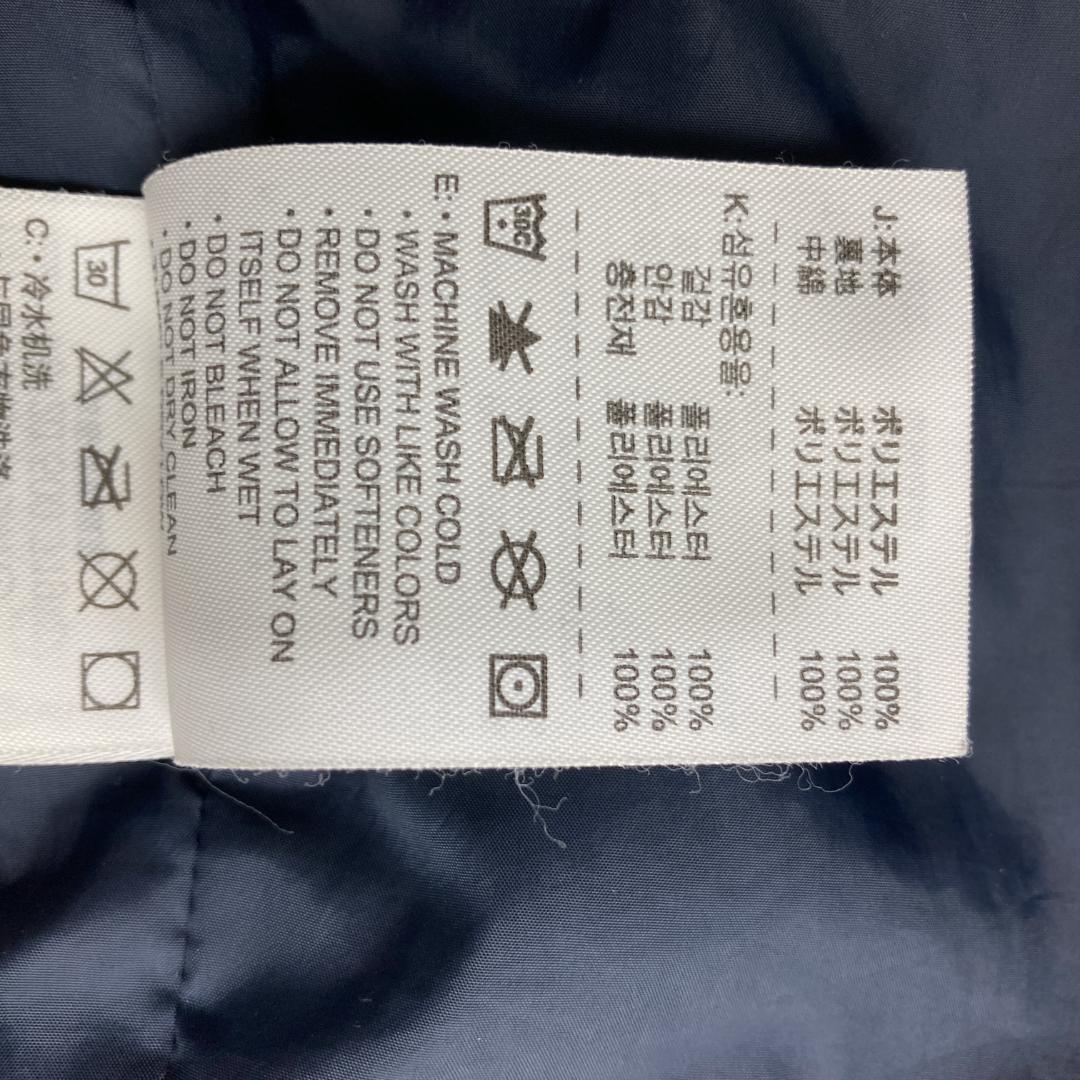 J:本体 ポリエステル 100%
裏地 ポリエステル 100%
中綿 ポリエステル 100%
K:섬유혼용율:
겉감 폴리에스터 100%
안감 폴리에스터 100%
충전재 폴리에스터 100%
30C
E: • MACHINE WASH COLD
• WASH WITH LIKE COLORS
• DO NOT USE SOFTENERS
• REMOVE IMMEDIATELY
• DO NOT ALLOW TO LAY ON
ITSELF WHEN WET
• DO NOT BLEACH
• DO NOT IRON
• DO NOT DRY CLEAN
30
C: • 冷水机洗